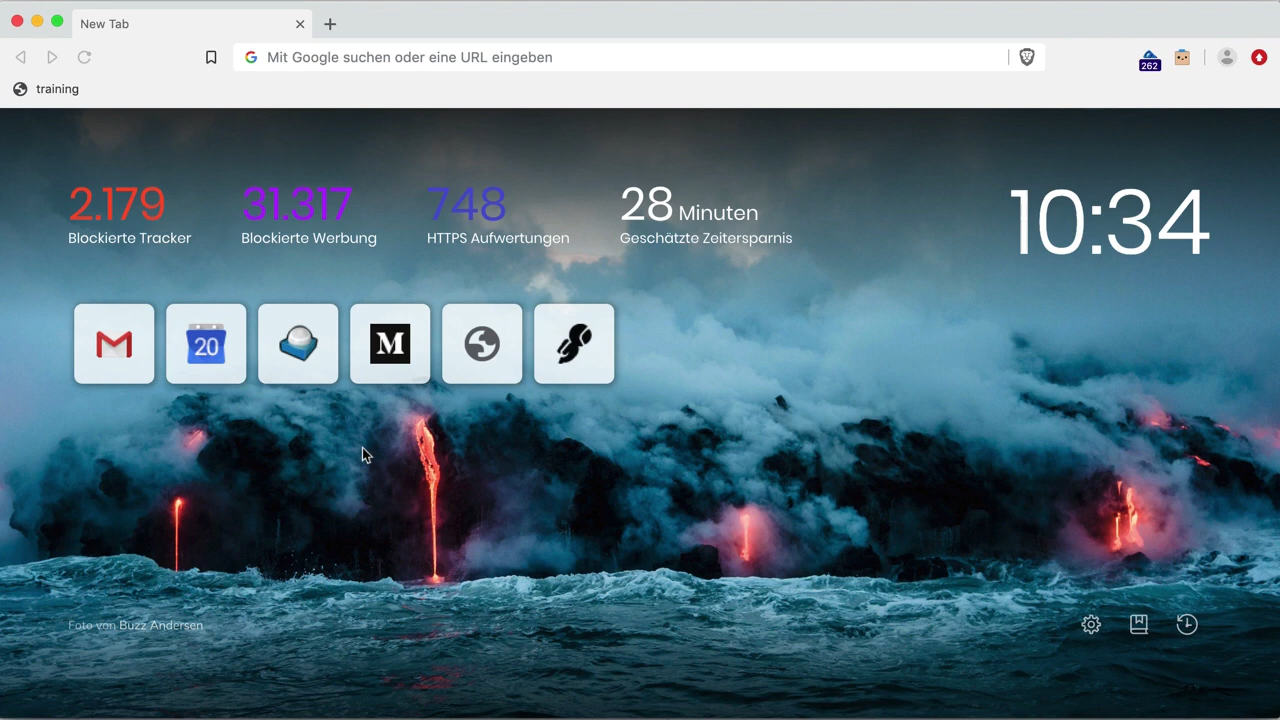 New Tab
Mit Google suchen oder eine URL eingeben
262
training
2.179
Blockierte Tracker
31.317
Blockierte Werbung
748
HTTPS Aufwertungen
28 Minuten
Geschätzte Zeitersparnis
10:34
20
M
Foto von Buzz Andersen